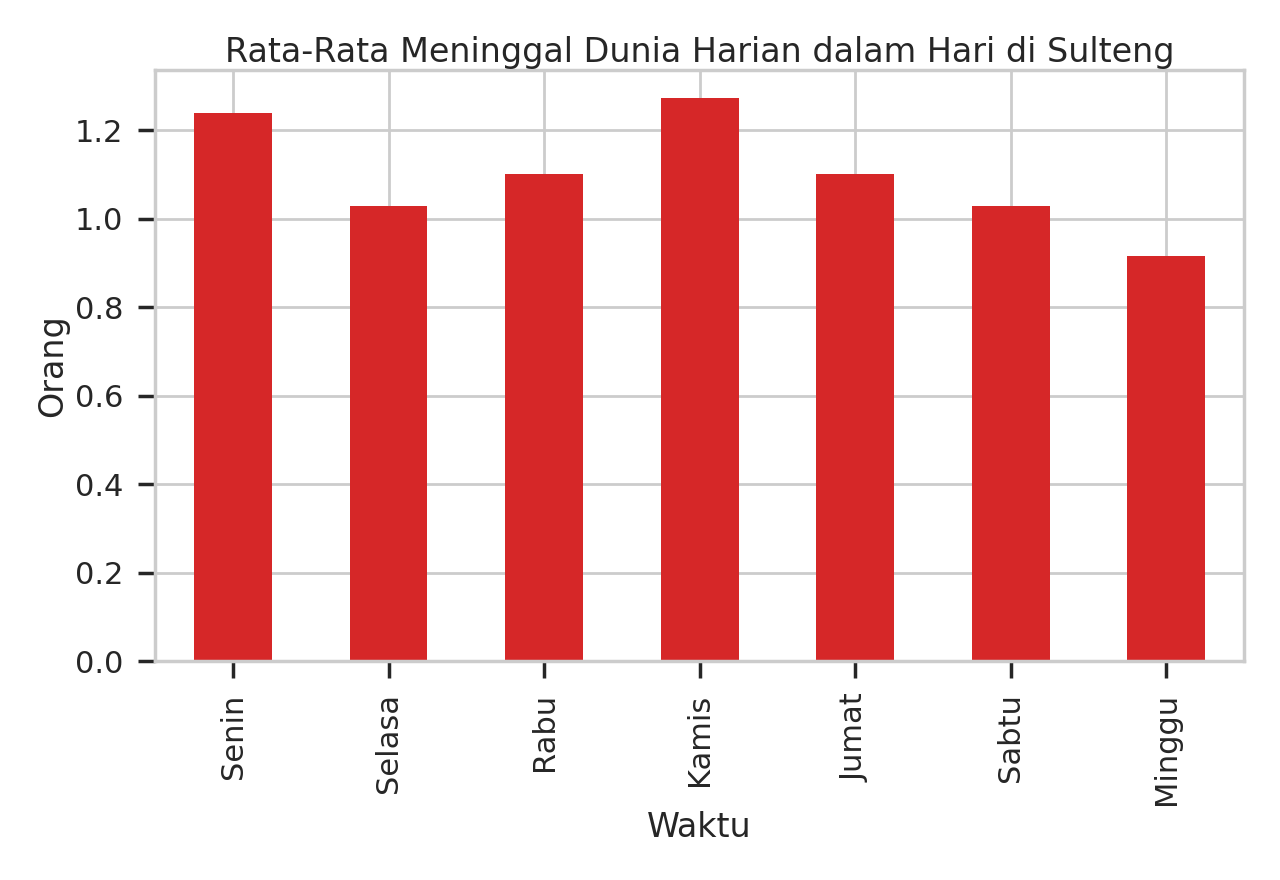 Rata-Rata Meninggal Dunia Harian dalam Hari di Sulteng
Orang
1.2
1.0
0.8
0.6
0.4
0.2
0.0
Senin
Selasa
Rabu
Kamis
Jumat
Sabtu
Minggu
Waktu